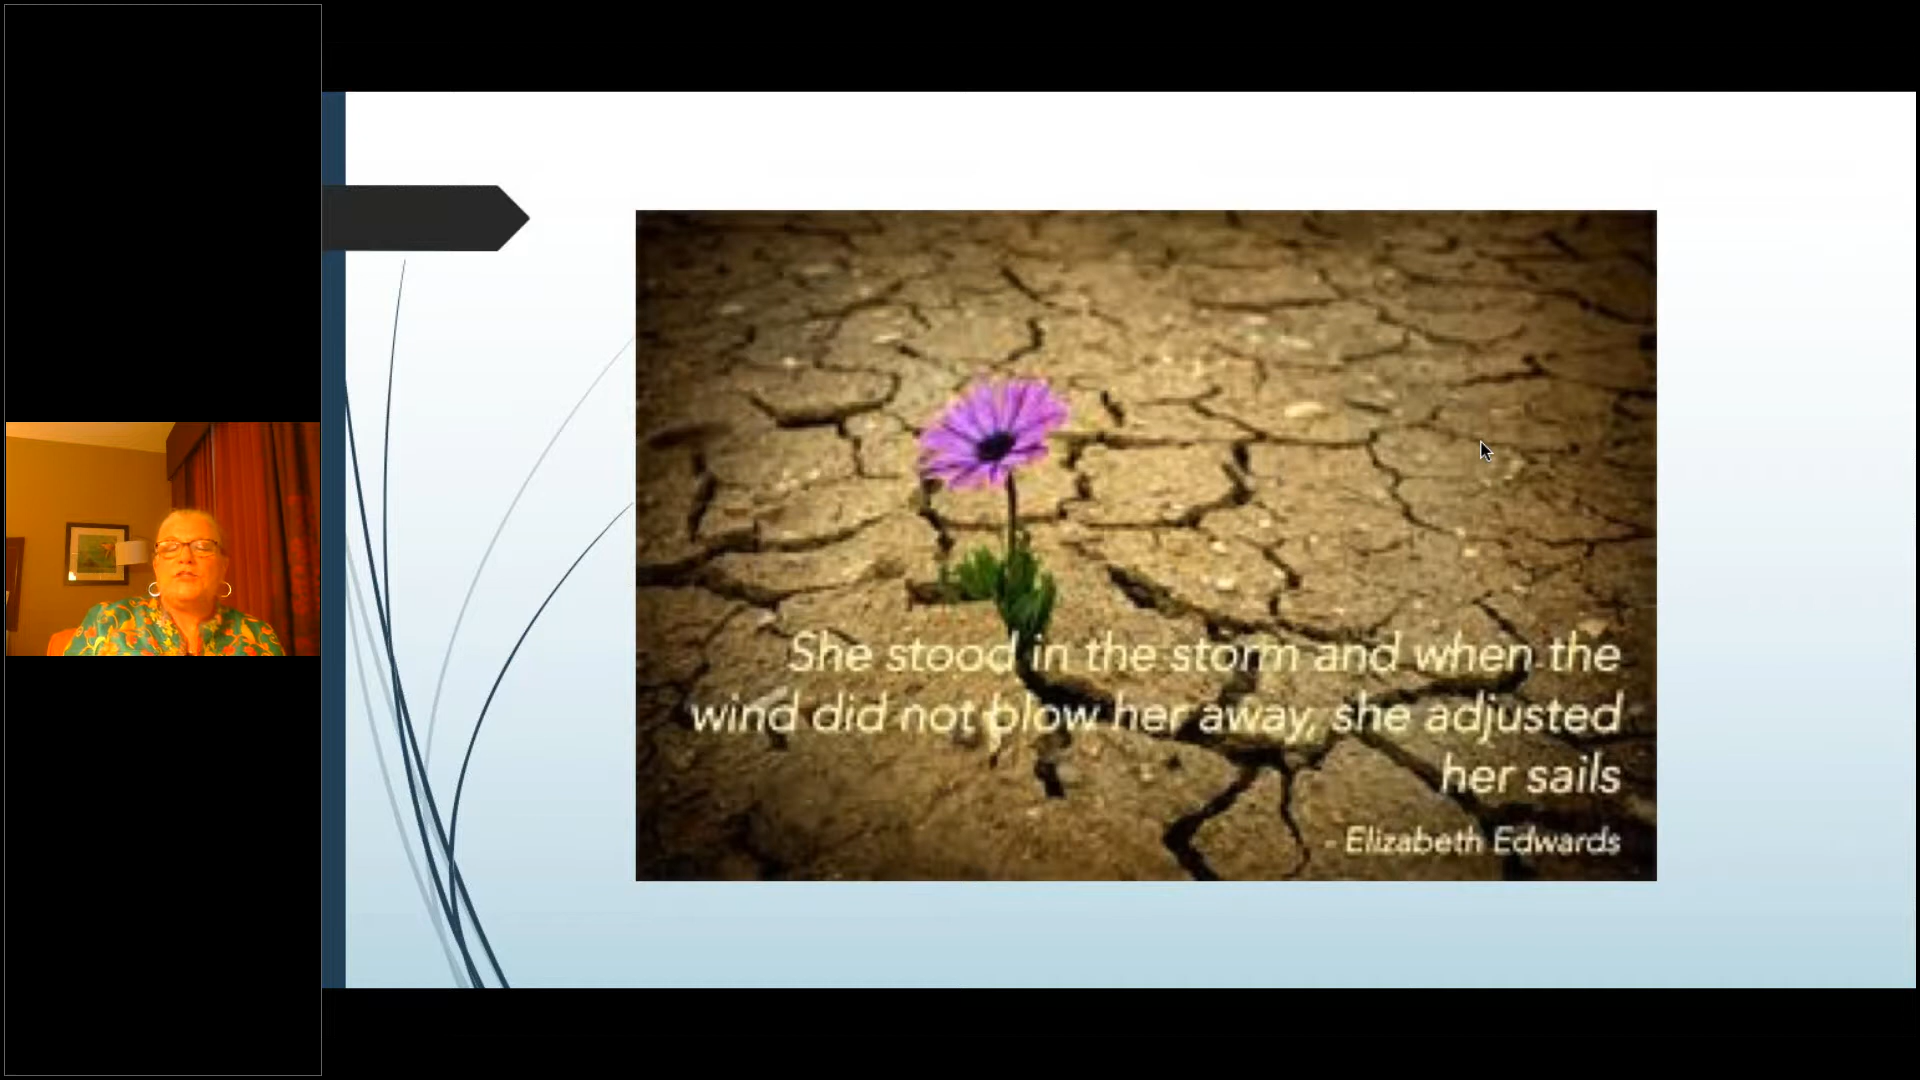 She stood in the storm and when the
wind did not blow her away, she adjusted
her sails
- Elizabeth Edwards